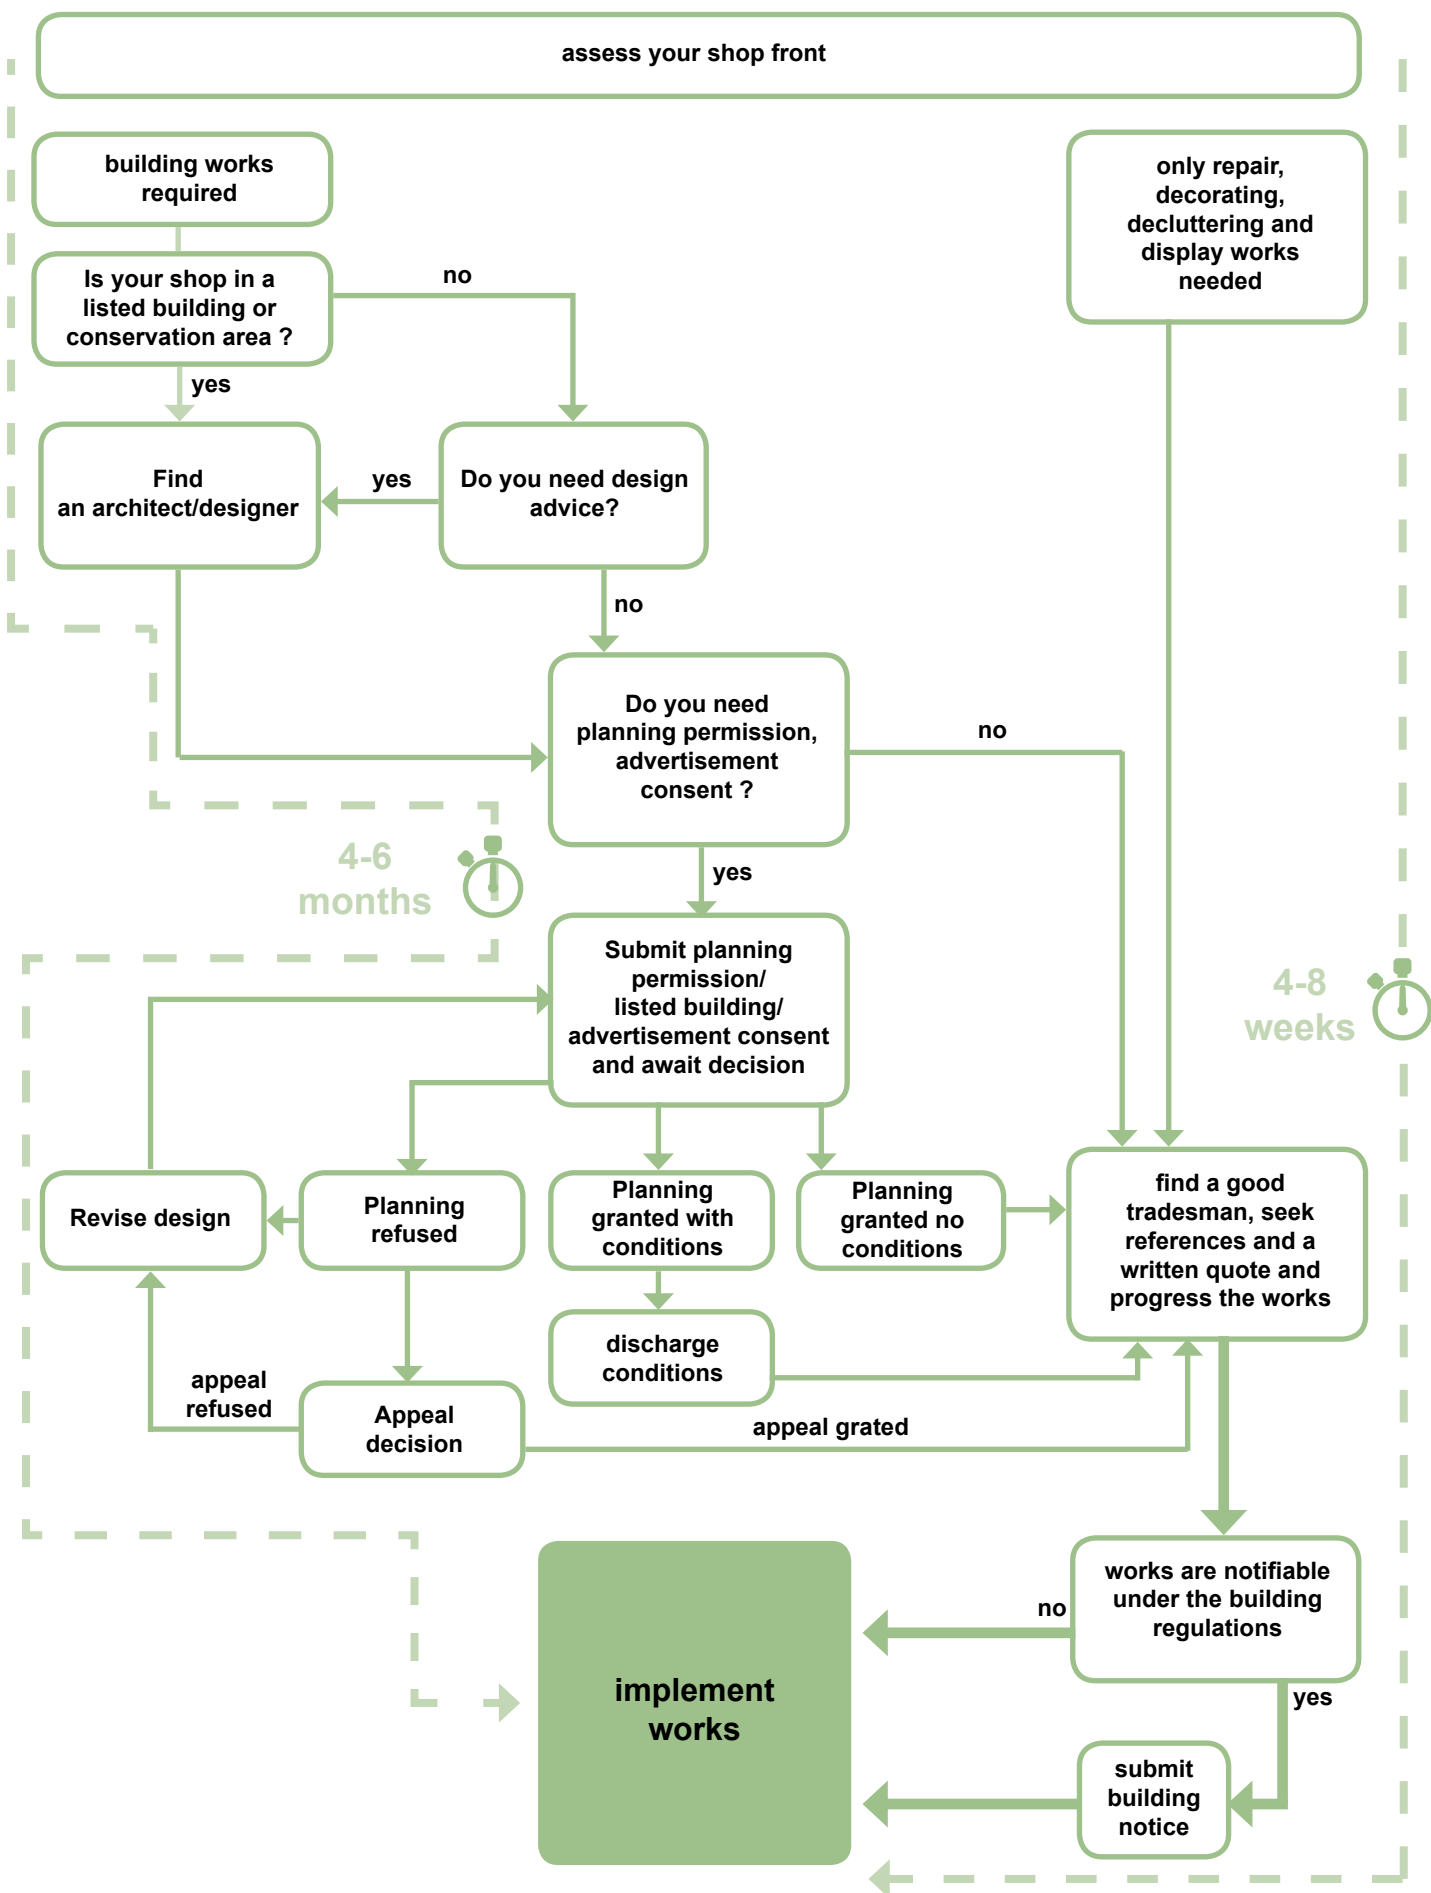 assess your shop front
building works
required
only repair,
decorating,
decluttering and
display works
needed
Is your shop in a
listed building or
conservation area ?
no
yes
Find
an architect/designer
yes
Do you need design
advice?
no
Do you need
planning permission,
advertisement
consent ?
no
4-6
months
yes
Submit planning
permission/
listed building/
advertisement consent
and await decision
4-8
weeks
Revise design
Planning
refused
Planning
granted with
conditions
Planning
granted no
conditions
find a good
tradesman, seek
references and a
written quote and
progress the works
discharge
conditions
appeal
refused
Appeal
decision
appeal grated
works are notifiable
under the building
regulations
no
yes
implement
works
submit
building
notice